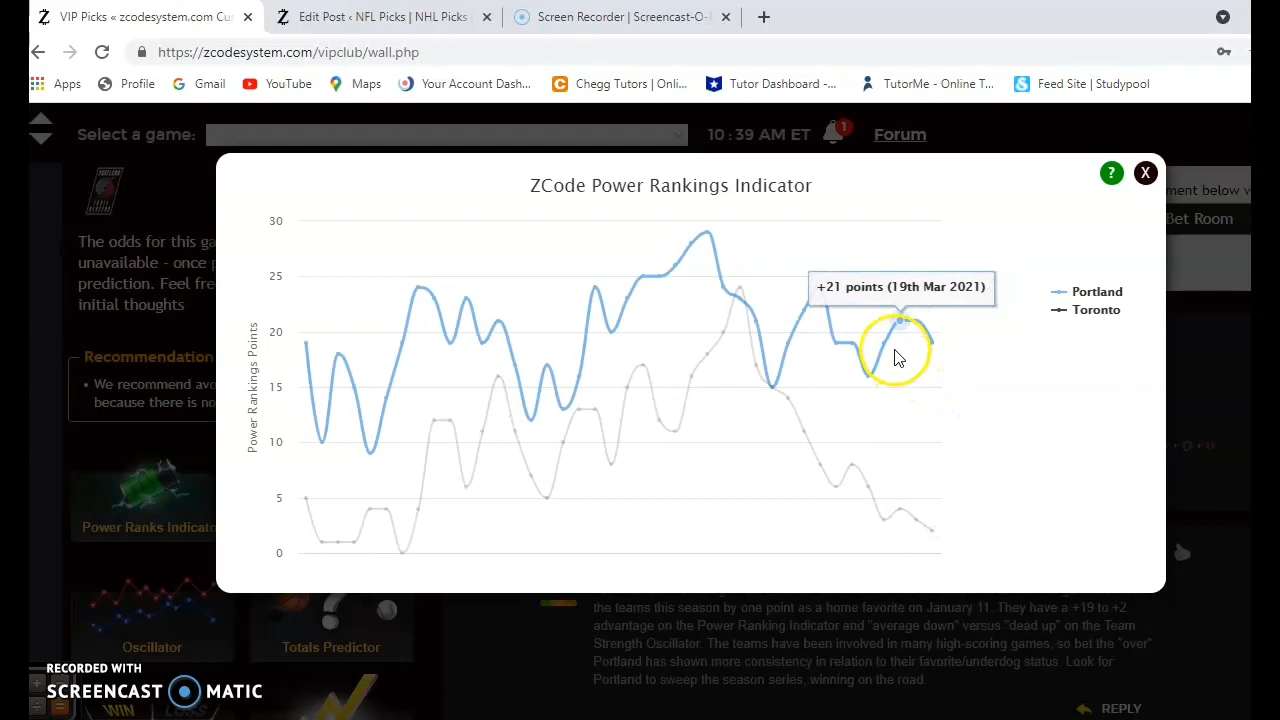 VIP Picks « zcodesystem.com Cus
Edit Post ‹ NFL Picks | NHL Picks
Screen Recorder | Screencast-O-
https://zcodesystem.com/vipclub/wall.php
Apps
Profile
Gmail
YouTube
Maps
Your Account Dash...
Chegg Tutors | Onli...
Tutor Dashboard -...
TutorMe - Online T...
Feed Site | Studypool
Select a game:
10:39 AM ET
1
Forum
ZCode Power Rankings Indicator
?
X
ment below w
Bet Room
The odds for this ga
unavailable - once p
prediction. Feel fre
initial thoughts
Recommendation
• We recommend avo
because there is no
Power Rankings Points
30
25
20
15
10
5
0
+21 points (19th Mar 2021)
Portland
Toronto
Power Ranks Indicato
Oscillator
Totals Predictor
the teams this season by one point as a home favorite on January 11. They have a +19 to +2
advantage on the Power Ranking Indicator and "average down" versus "dead up" on the Team
Strength Oscillator. The teams have been involved in many high-scoring games, so bet the "over"
Portland has shown more consistency in relation to their favorite/underdog status. Look for
Portland to sweep the season series, winning on the road.
REPLY
RECORDED WITH
SCREENCAST MATIC
WIN
LOSS